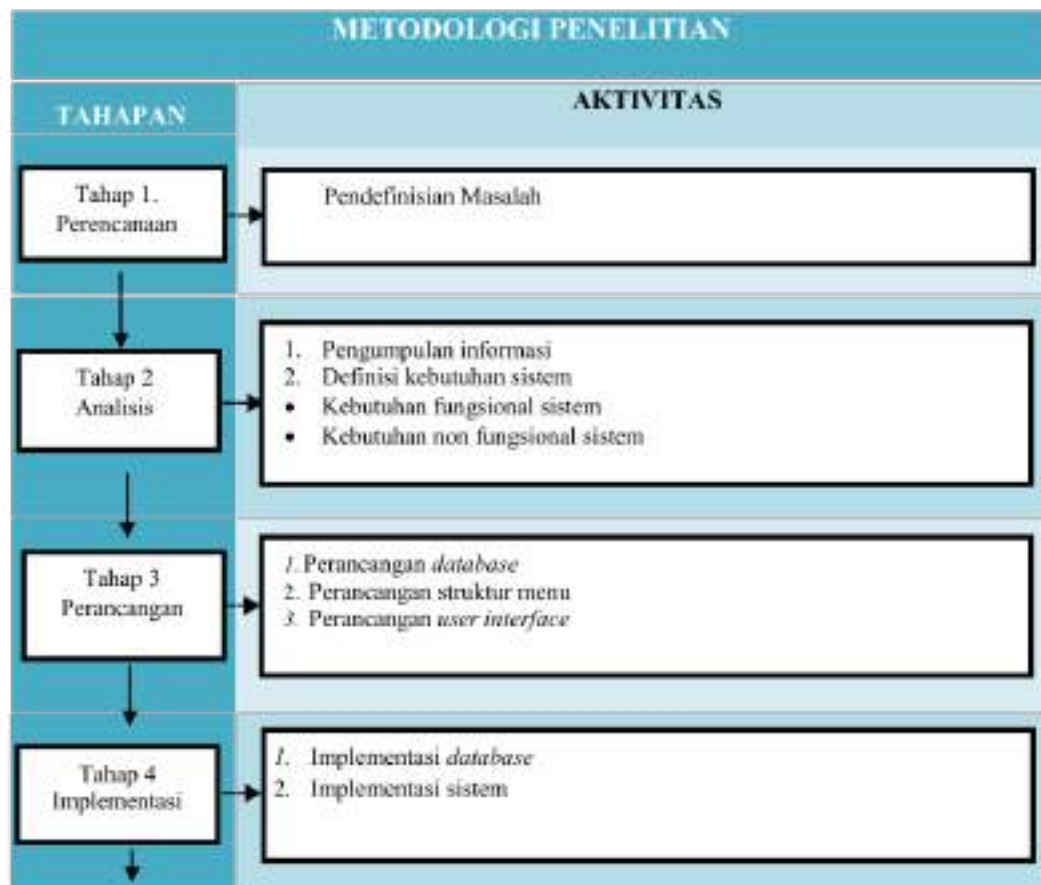 METODOLOGI PENELITIAN
TAHAPAN
AKTIVITAS
Tahap 1.
Perencanaan
Pendefinisian Masalah
Tahap 2
Analisis
1. Pengumpulan informasi
2. Definisi kebutuhan sistem
• Kebutuhan fungsional sistem
• Kebutuhan non fungsional sistem
Tahap 3
Perancangan
1. Perancangan database
2. Perancangan struktur menu
3. Perancangan user interface
Tahap 4
Implementasi
1. Implementasi database
2. Implementasi sistem